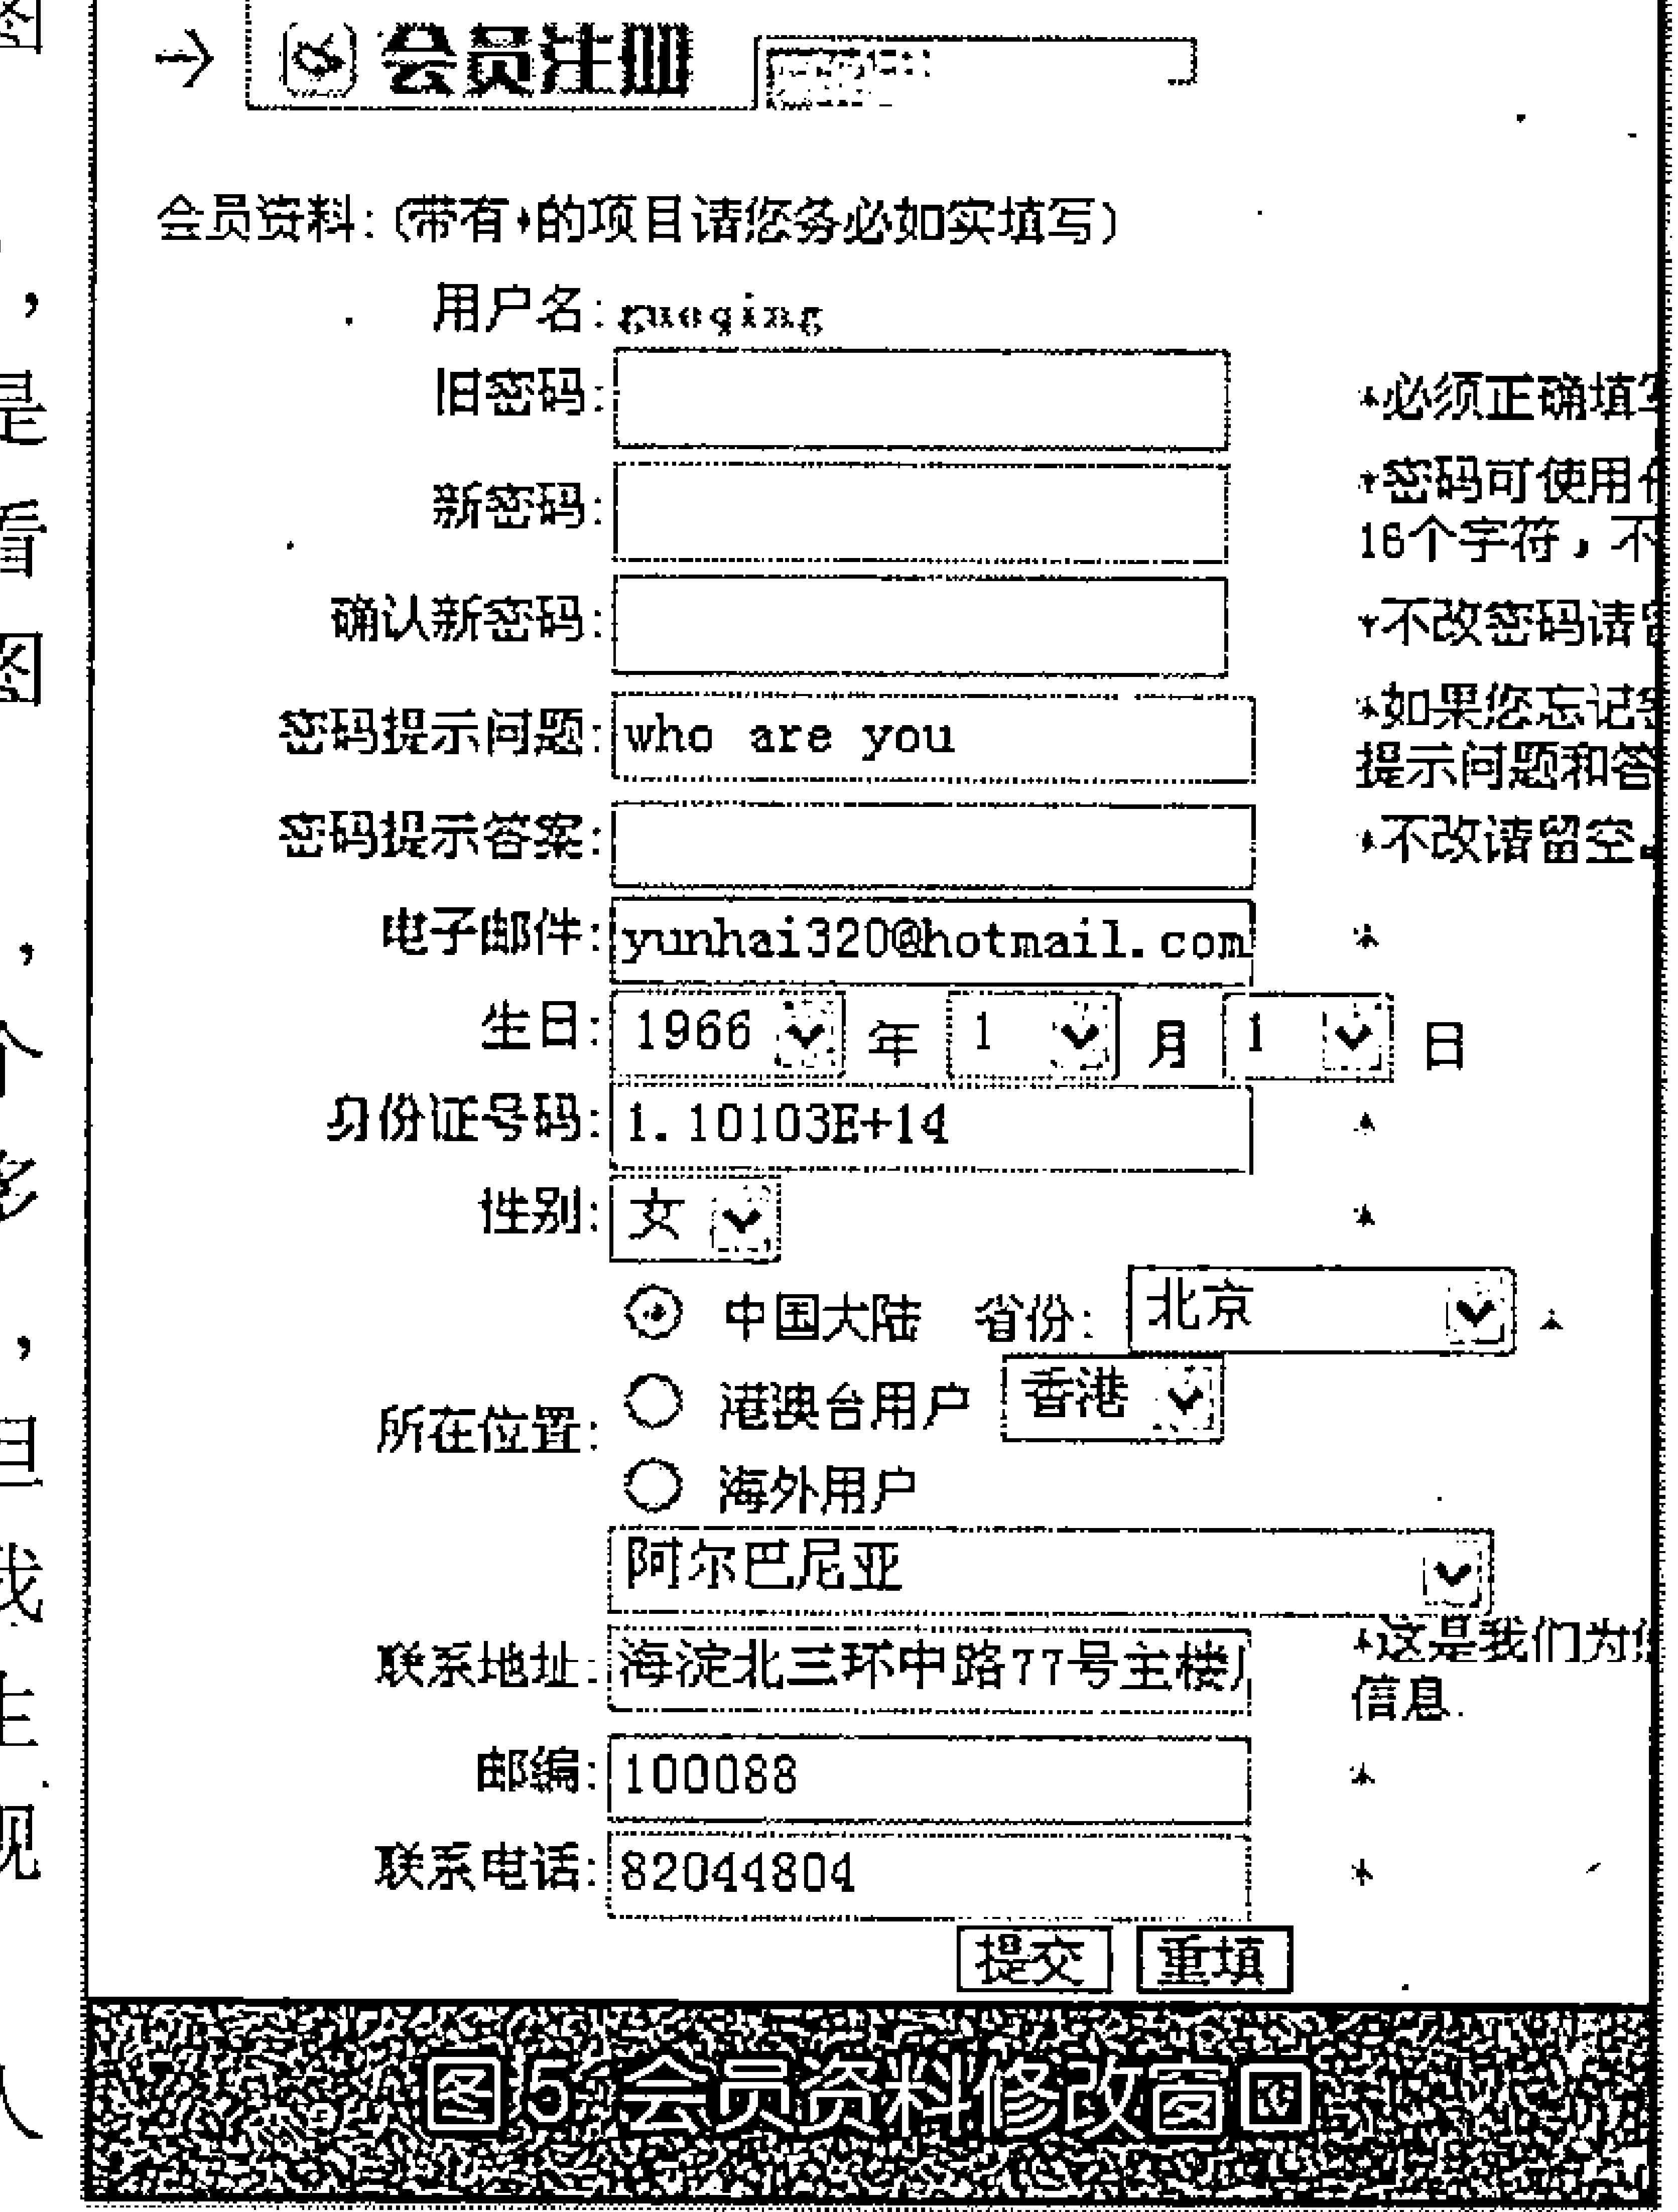 会员注册
会员资料:(带有*的项目请您务必如实填写)
用户名: guoqing
旧密码: *必须正确填写
新密码: *密码可使用
16个字符，不
确认新密码: *不改密码请留
密码提示问题: who are you *如果您忘记密
提示问题和答
密码提示答案: *不改请留空.
电子邮件: yunhai320@hotmail.com *
生日: 1966 年 1 月 1 日
身份证号码: 1.10103E+14 *
性别: 女 *
中国大陆 省份: 北京 *
所在位置: 港澳台用户 香港
海外用户
阿尔巴尼亚
联系地址: 海淀北三环中路77号主楼 *这是我们为您
信息.
邮编: 100088 *
联系电话: 82044804 *
提交 重填
图 5 会员资料修改窗口